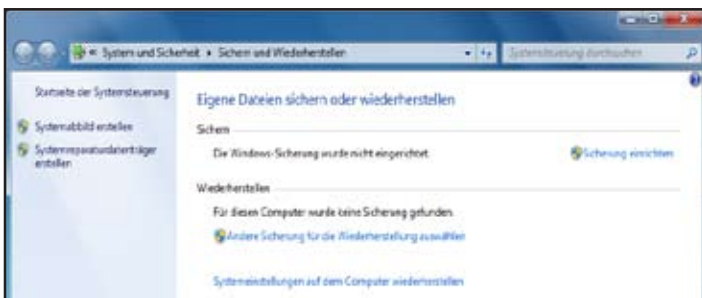 « System und Sicherheit ▸ Sichern und Wiederherstellen
Systemsteuerung durchsuchen
Startseite der Systemsteuerung
Systemabbild erstellen
Systemreparaturdatenträger
erstellen
Eigene Dateien sichern oder wiederherstellen
Sichern
Die Windows-Sicherung wurde nicht eingerichtet.
Sicherung einrichten
Wiederherstellen
Für diesen Computer wurde keine Sicherung gefunden.
Andere Sicherung für die Wiederherstellung auswählen
Systemeinstellungen auf dem Computer wiederherstellen